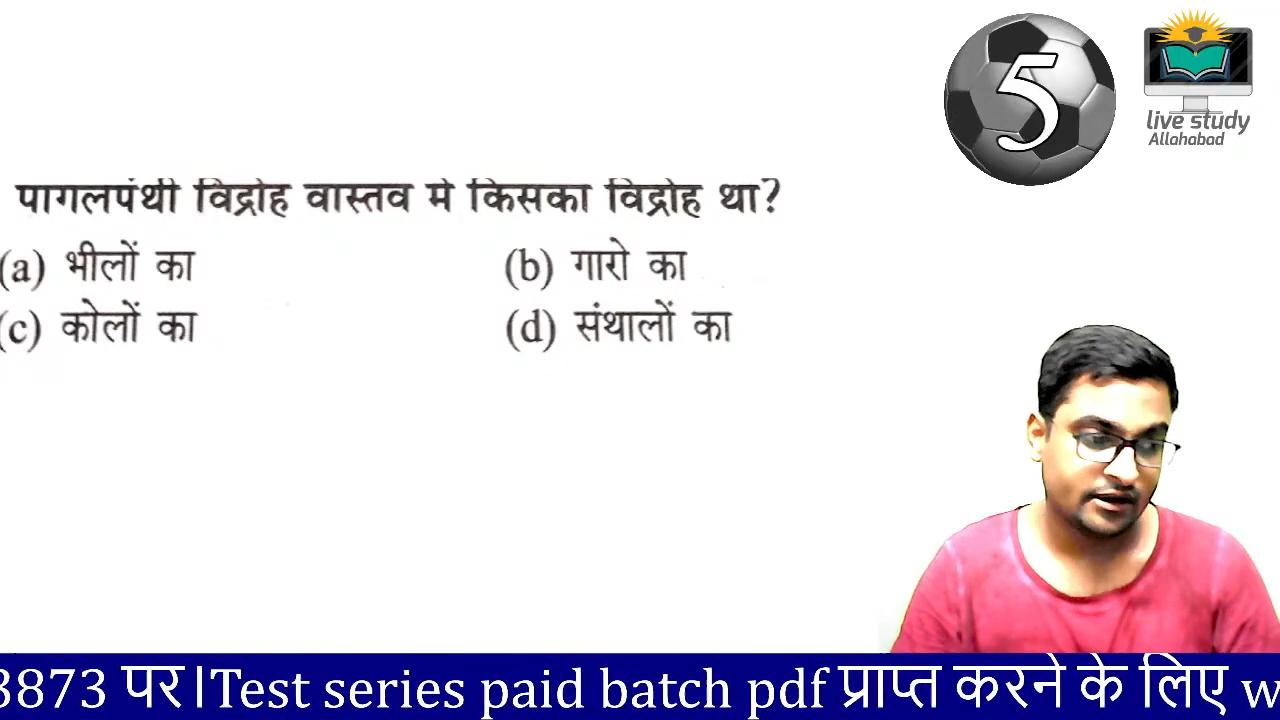 5
live study
Allahabad
पागलपंथी विद्रोह वास्तव में किसका विद्रोह था?
(a) भीलों का
(b) गारो का
(c) कोलों का
(d) संथालों का
3873 पर।Test series paid batch pdf प्राप्त करने के लिए w